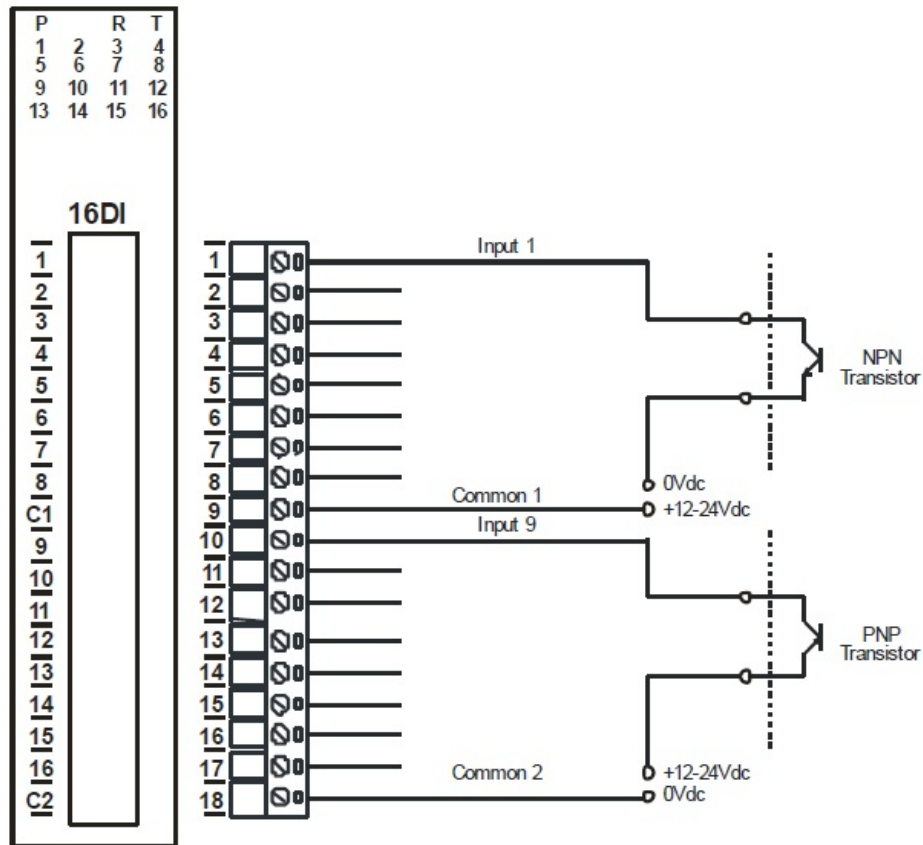 P R T
1 2 3 4
5 6 7 8
9 10 11 12
13 14 15 16
16DI
1
2
3
4
5
6
7
8
C1
9
10
11
12
13
14
15
16
C2
1
2
3
4
5
6
7
8
9
10
11
12
13
14
15
16
17
18
Input 1
NPN
Transistor
0Vdc
Common 1
+12-24Vdc
Input 9
PNP
Transistor
Common 2
+12-24Vdc
0Vdc